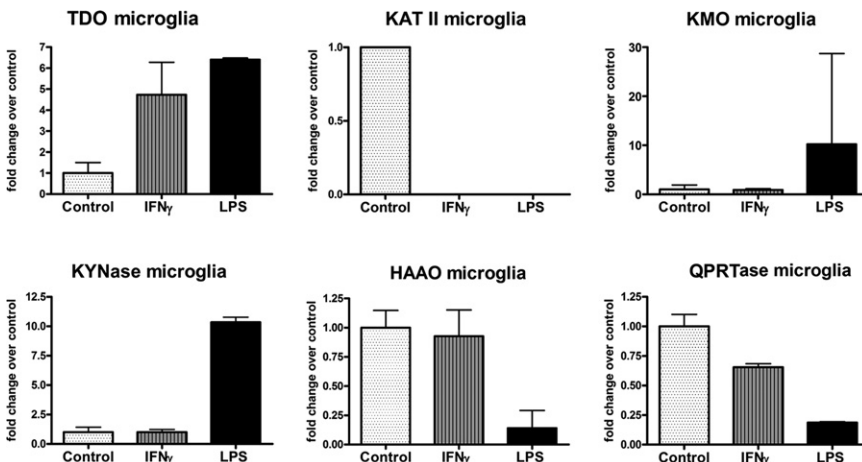 TDO microglia
fold change over control
7
6
5
4
3
2
1
0
Control IFNγ LPS
KAT II microglia
fold change over control
1.0
0.5
0.0
Control IFNγ LPS
KMO microglia
fold change over control
30
20
10
0
Control IFNγ LPS
KYNase microglia
fold change over control
12.5
10.0
7.5
5.0
2.5
0.0
Control IFNγ LPS
HAAO microglia
fold change over control
1.25
1.00
0.75
0.50
0.25
0.00
Control IFNγ LPS
QPRTase microglia
fold change over control
1.25
1.00
0.75
0.50
0.25
0.00
Control IFNγ LPS